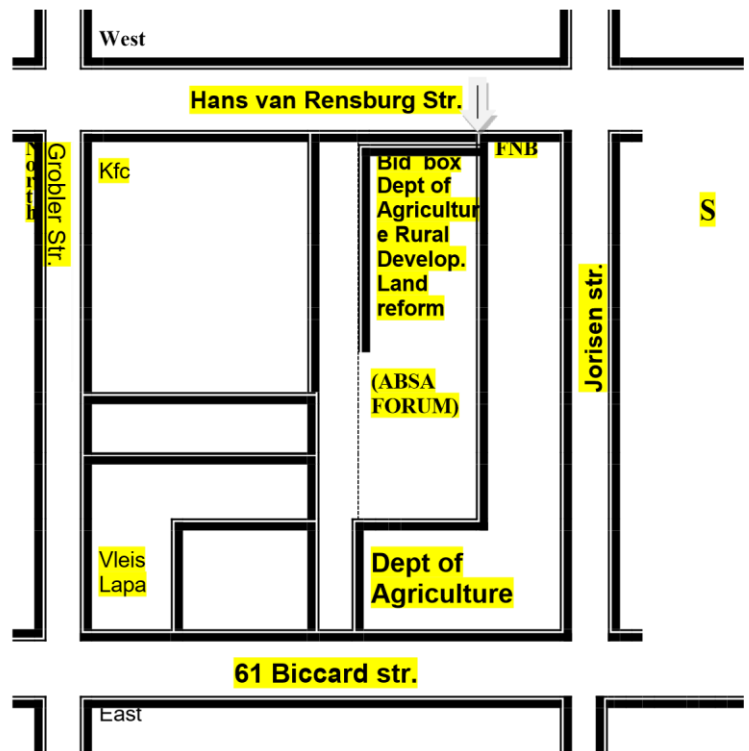 West
Hans van Rensburg Str.
North
Grobler Str.
Kfc
Bid box
Dept of
Agricultur
e Rural
Develop.
Land
reform
FNB
S
Jorisen str.
(ABSA
FORUM)
Vleis
Lapa
Dept of
Agriculture
61 Biccard str.
East